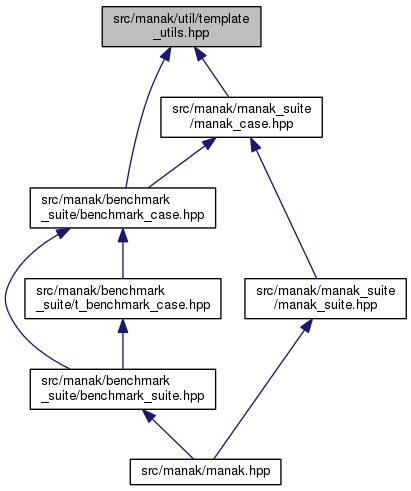 src/manak/util/template
_utils.hpp
src/manak/manak_suite
/manak_case.hpp
src/manak/benchmark
_suite/benchmark_case.hpp
src/manak/benchmark
_suite/t_benchmark_case.hpp
src/manak/manak_suite
/manak_suite.hpp
src/manak/benchmark
_suite/benchmark_suite.hpp
src/manak/manak.hpp